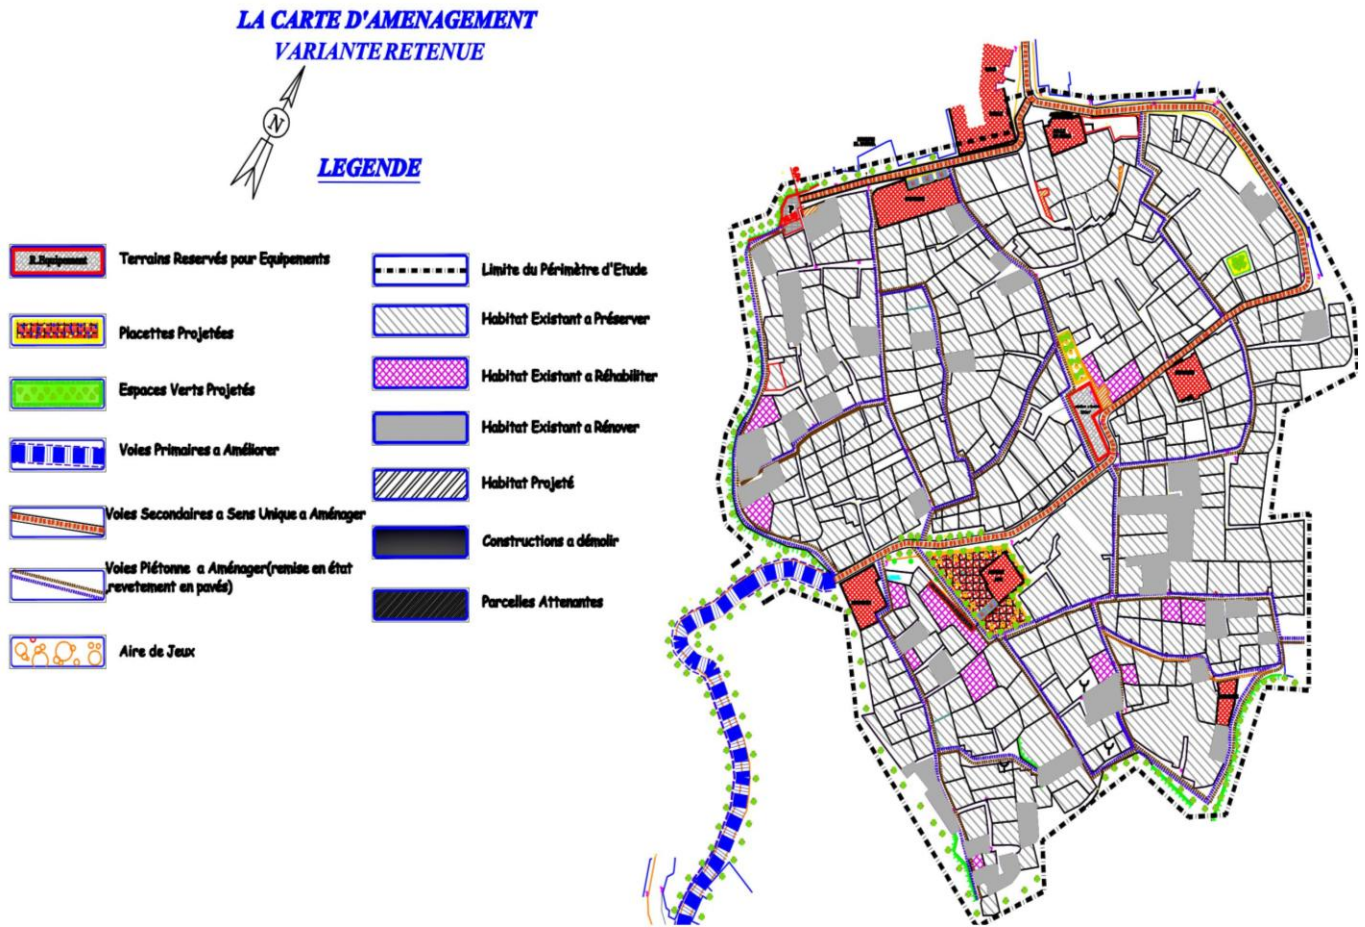 LA CARTE D'AMENAGEMENT
VARIANTE RETENUE
N
LEGENDE
R.Equipement
Terrains Reservés pour Equipements
Placettes Projetées
Espaces Verts Projetés
Voies Primaires a Améliorer
Voies Secondaires a Sens Unique a Aménager
Voies Piétonne a Aménager(remise en état
,revetement en pavés)
Aire de Jeux
Limite du Périmètre d'Etude
Habitat Existant a Préserver
Habitat Existant a Réhabiliter
Habitat Existant a Rénover
Habitat Projeté
Constructions a démolir
Parcelles Attenantes
P